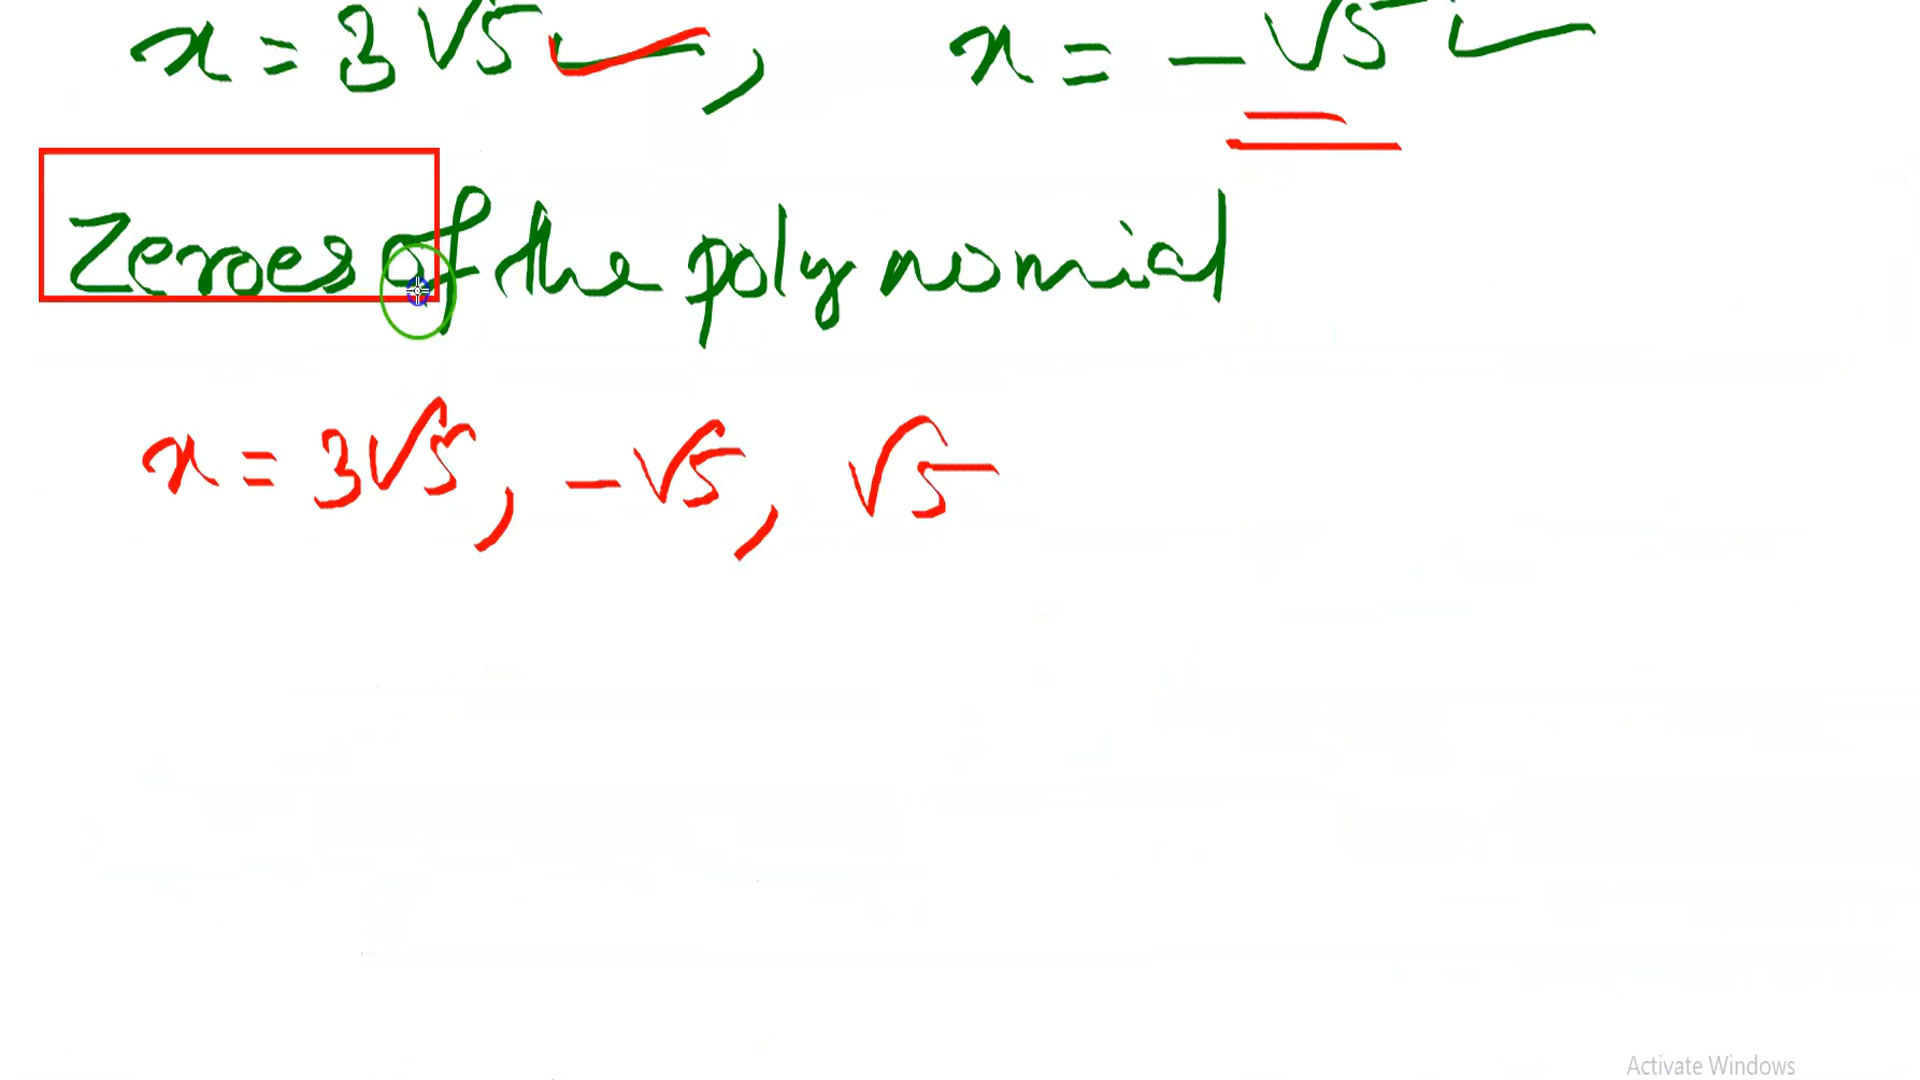 x = 3√5 , x = -√5
Zeroes of the polynomial
x = 3√5, -√5, √5
Activate Windows